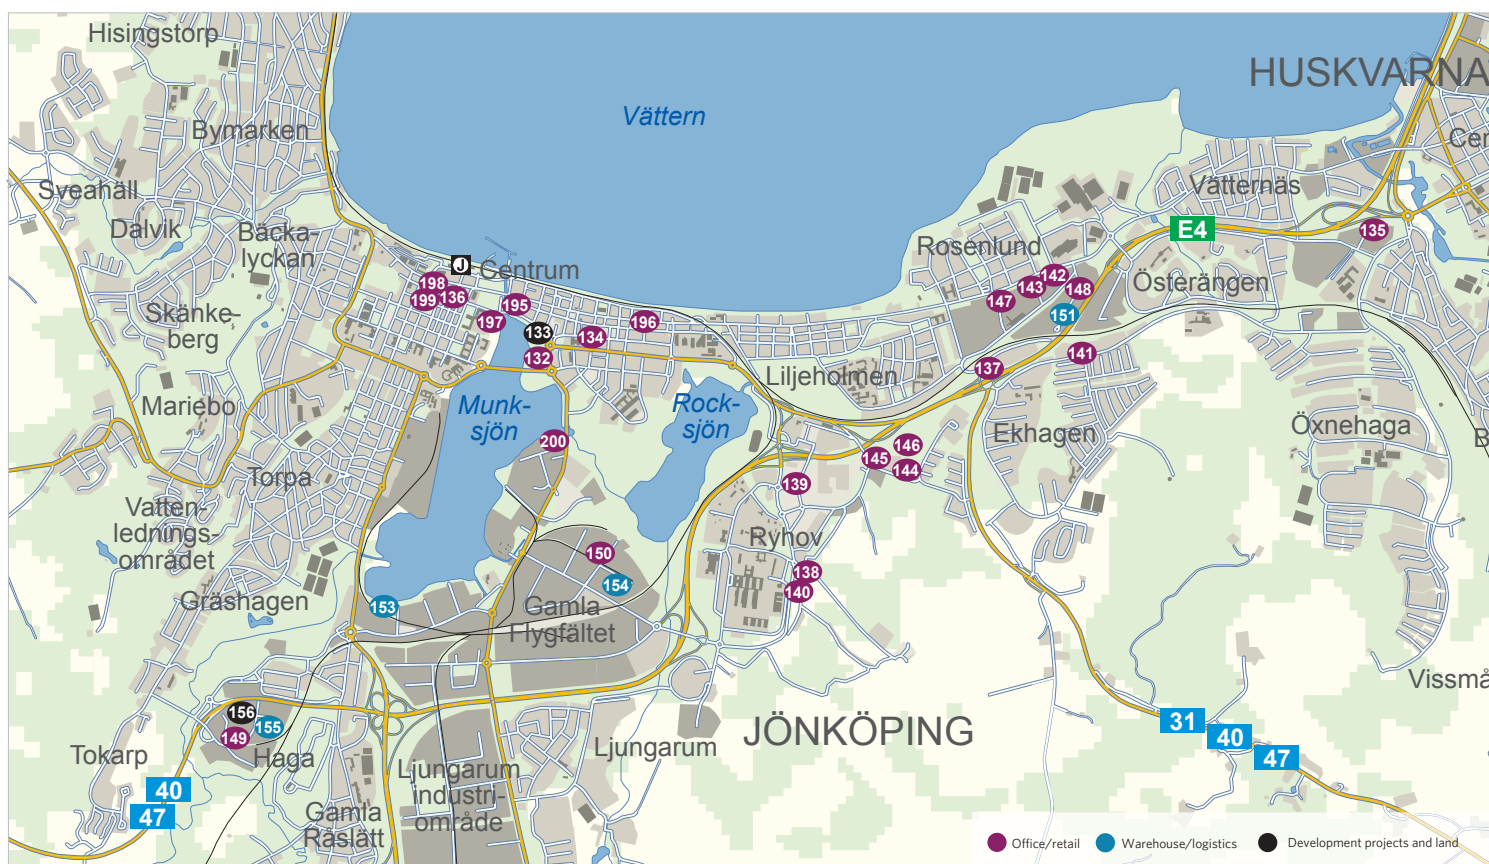 Hisingstorp
HUSKVARNA
Vättern
Bymarken
Cer
Sveahäll
Vätternäs
Dalvik
Bäcka-
lyckan
E4
135
Rosenlund
J
Centrum
198
199
136
195
197
133
132
134
196
142
143
148
147
151
Österängen
Skänke-
berg
141
137
Liljeholmen
Mariebo
Munk-
sjön
Rock-
sjön
Öxnehaga
Ekhagen
B
200
146
145
144
Torpa
139
Vatten-
lednings-
området
Ryhov
150
154
138
140
Gräshagen
153
Gamla
Flygfältet
Vissmå
156
155
149
Haga
Tokarp
JÖNKÖPING
Ljungarum
31
40
47
Ljungarum
industri-
område
40
47
Gamla
Råslätt
Office/retail
Warehouse/logistics
Development projects and land